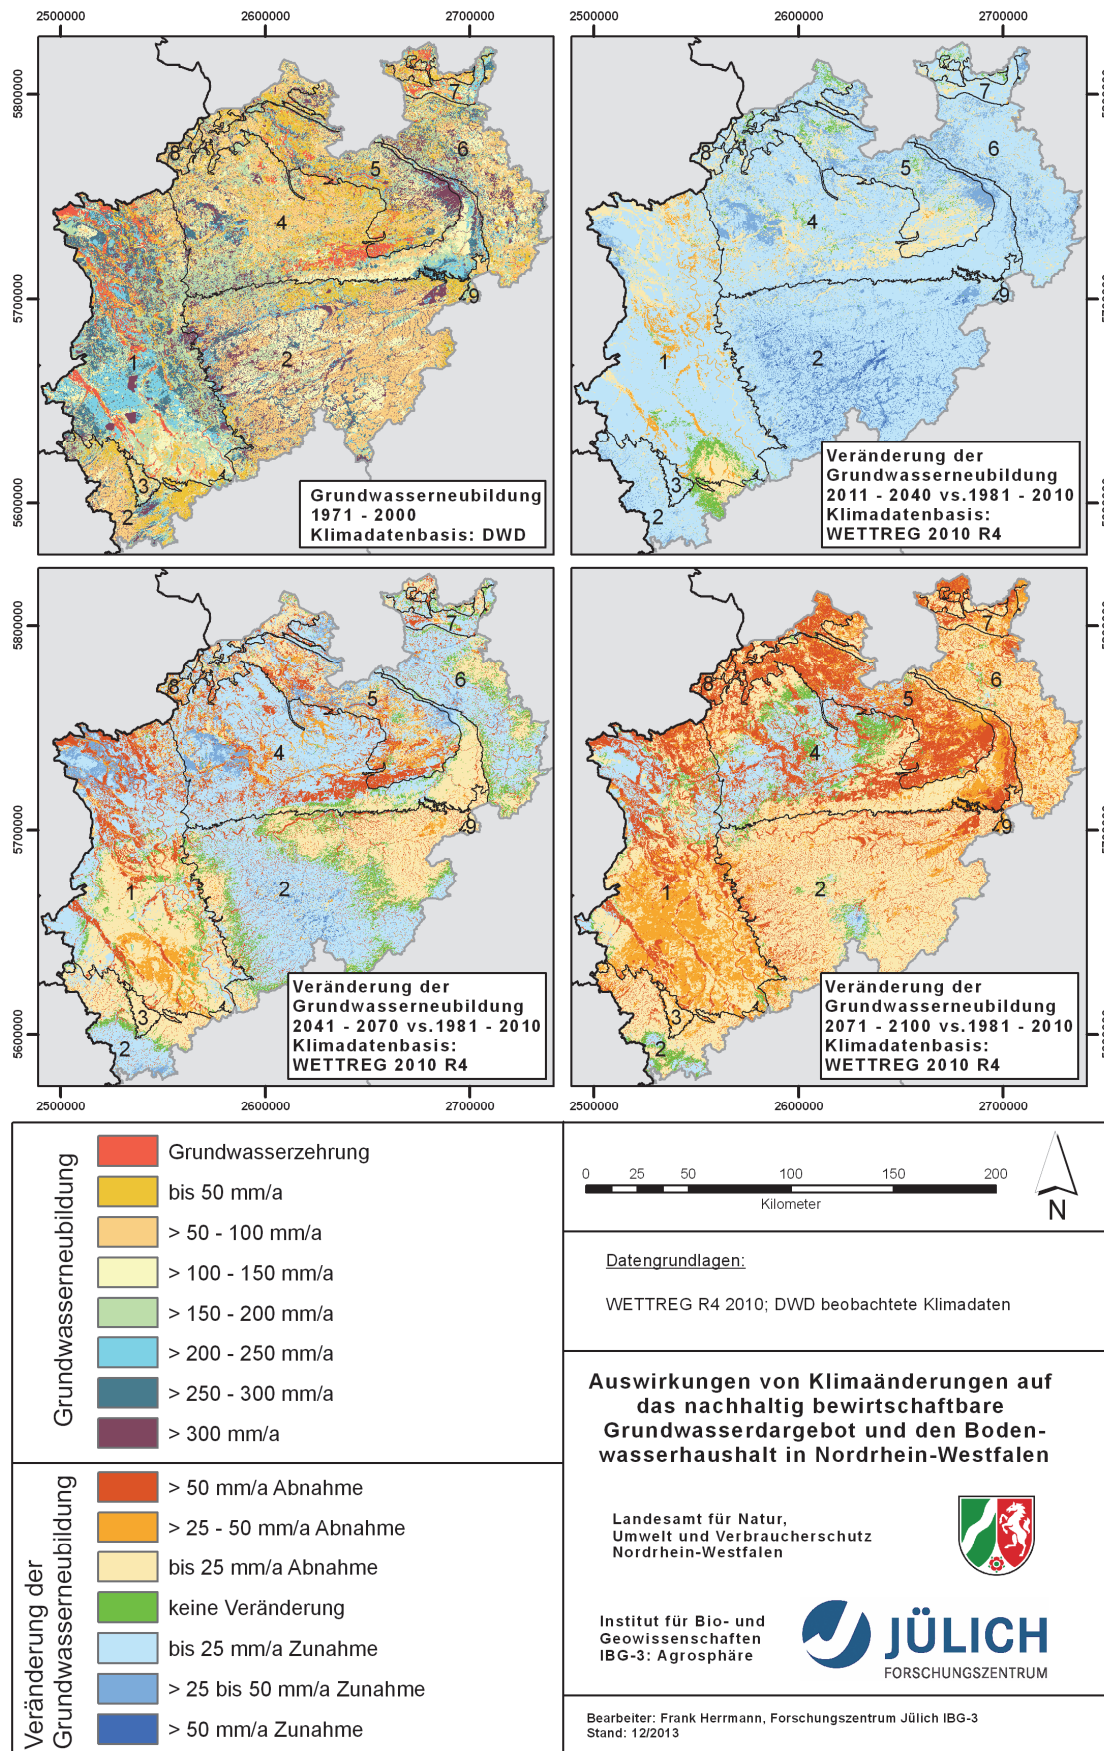 2500000
2600000
2700000
2500000
2600000
2700000
5800000
5700000
5600000
7
8
6
5
4
1
2
9
3
2
Grundwasserneubildung
1971 - 2000
Klimadatenbasis: DWD
7
8
6
5
4
1
2
9
3
2
Veränderung der
Grundwasserneubildung
2011 - 2040 vs.1981 - 2010
Klimadatenbasis:
WETTREG 2010 R4
5800000
5700000
5600000
7
8
6
5
4
1
2
9
3
2
Veränderung der
Grundwasserneubildung
2041 - 2070 vs.1981 - 2010
Klimadatenbasis:
WETTREG 2010 R4
7
8
6
5
4
1
2
9
3
2
Veränderung der
Grundwasserneubildung
2071 - 2100 vs.1981 - 2010
Klimadatenbasis:
WETTREG 2010 R4
2500000
2600000
2700000
2500000
2600000
2700000
Grundwasserneubildung
Grundwasserzehrung
bis 50 mm/a
> 50 - 100 mm/a
> 100 - 150 mm/a
> 150 - 200 mm/a
> 200 - 250 mm/a
> 250 - 300 mm/a
> 300 mm/a
Veränderung der
Grundwasserneubildung
> 50 mm/a Abnahme
> 25 - 50 mm/a Abnahme
bis 25 mm/a Abnahme
keine Veränderung
bis 25 mm/a Zunahme
> 25 bis 50 mm/a Zunahme
> 50 mm/a Zunahme
0 25 50 100 150 200
Kilometer
N
Datengrundlagen:
WETTREG R4 2010; DWD beobachtete Klimadaten
Auswirkungen von Klimaänderungen auf
das nachhaltig bewirtschaftbare
Grundwasserdargebot und den Boden-
wasserhaushalt in Nordrhein-Westfalen
Landesamt für Natur,
Umwelt und Verbraucherschutz
Nordrhein-Westfalen
Institut für Bio- und
Geowissenschaften
IBG-3: Agrosphäre
JÜLICH
FORSCHUNGSZENTRUM
Bearbeiter: Frank Herrmann, Forschungszentrum Jülich IBG-3
Stand: 12/2013